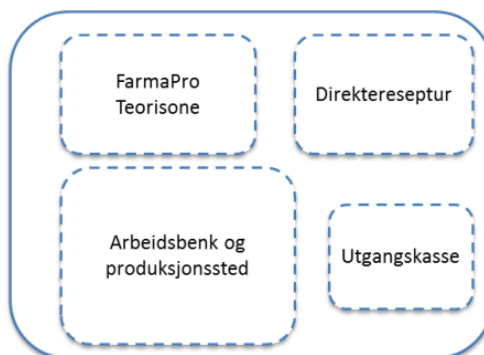 FarmaPro
Teorisone
Direktereseptur
Arbeidsbenk og
produksjonssted
Utgangskasse